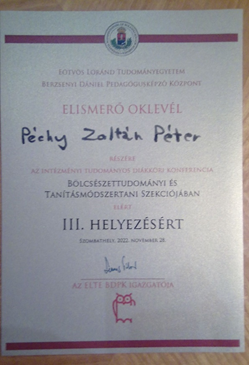 Eötvös Loránd Tudományegyetem
Berzsenyi Dániel Pedagógusképző Központ
Elismerő oklevél
Péchy Zoltán Péter
részére
az Intézményi Tudományos Diákköri Konferencia
Bölcsészettudományi és
Tanításmódszertani Szekciójában
elért
III. helyezésért
Szombathely, 2022. november 28.
Az ELTE BDPK igazgatója